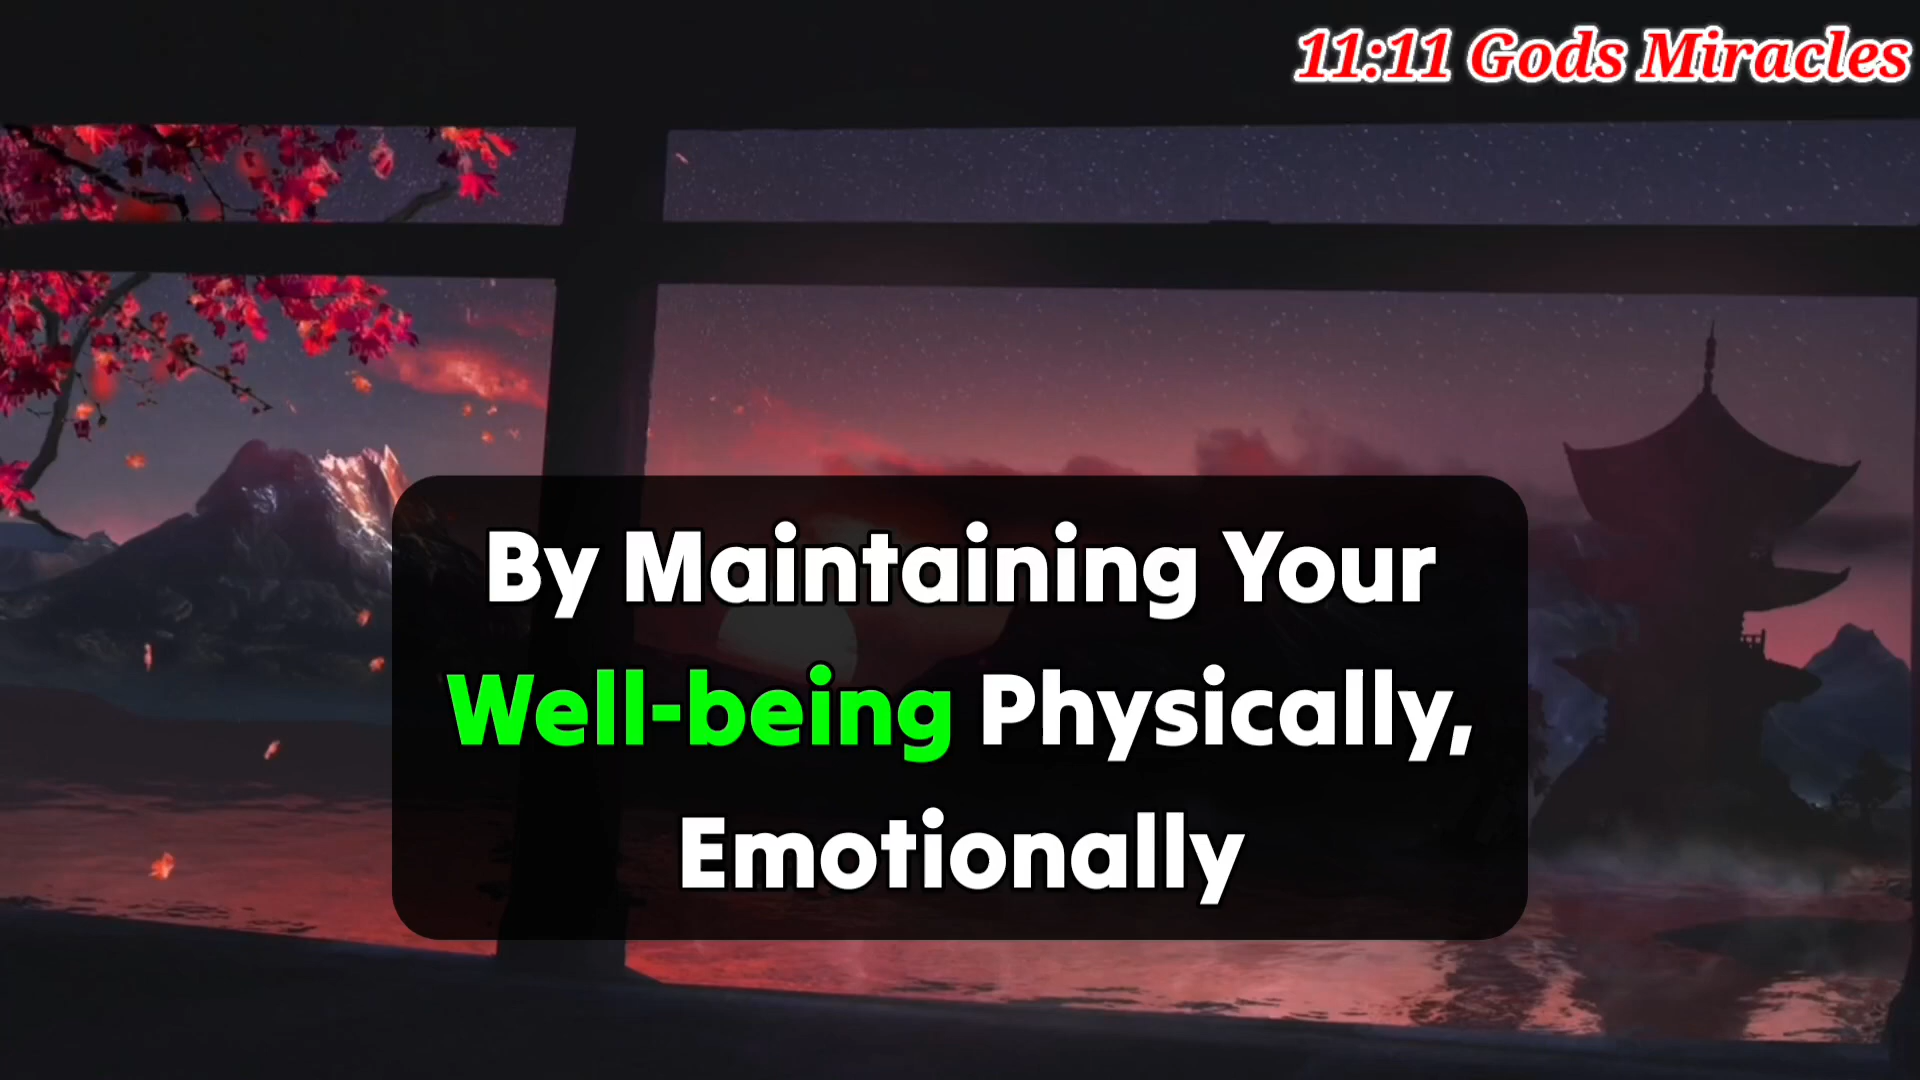 11:11 Gods Miracles
By Maintaining Your
Well-being Physically,
Emotionally